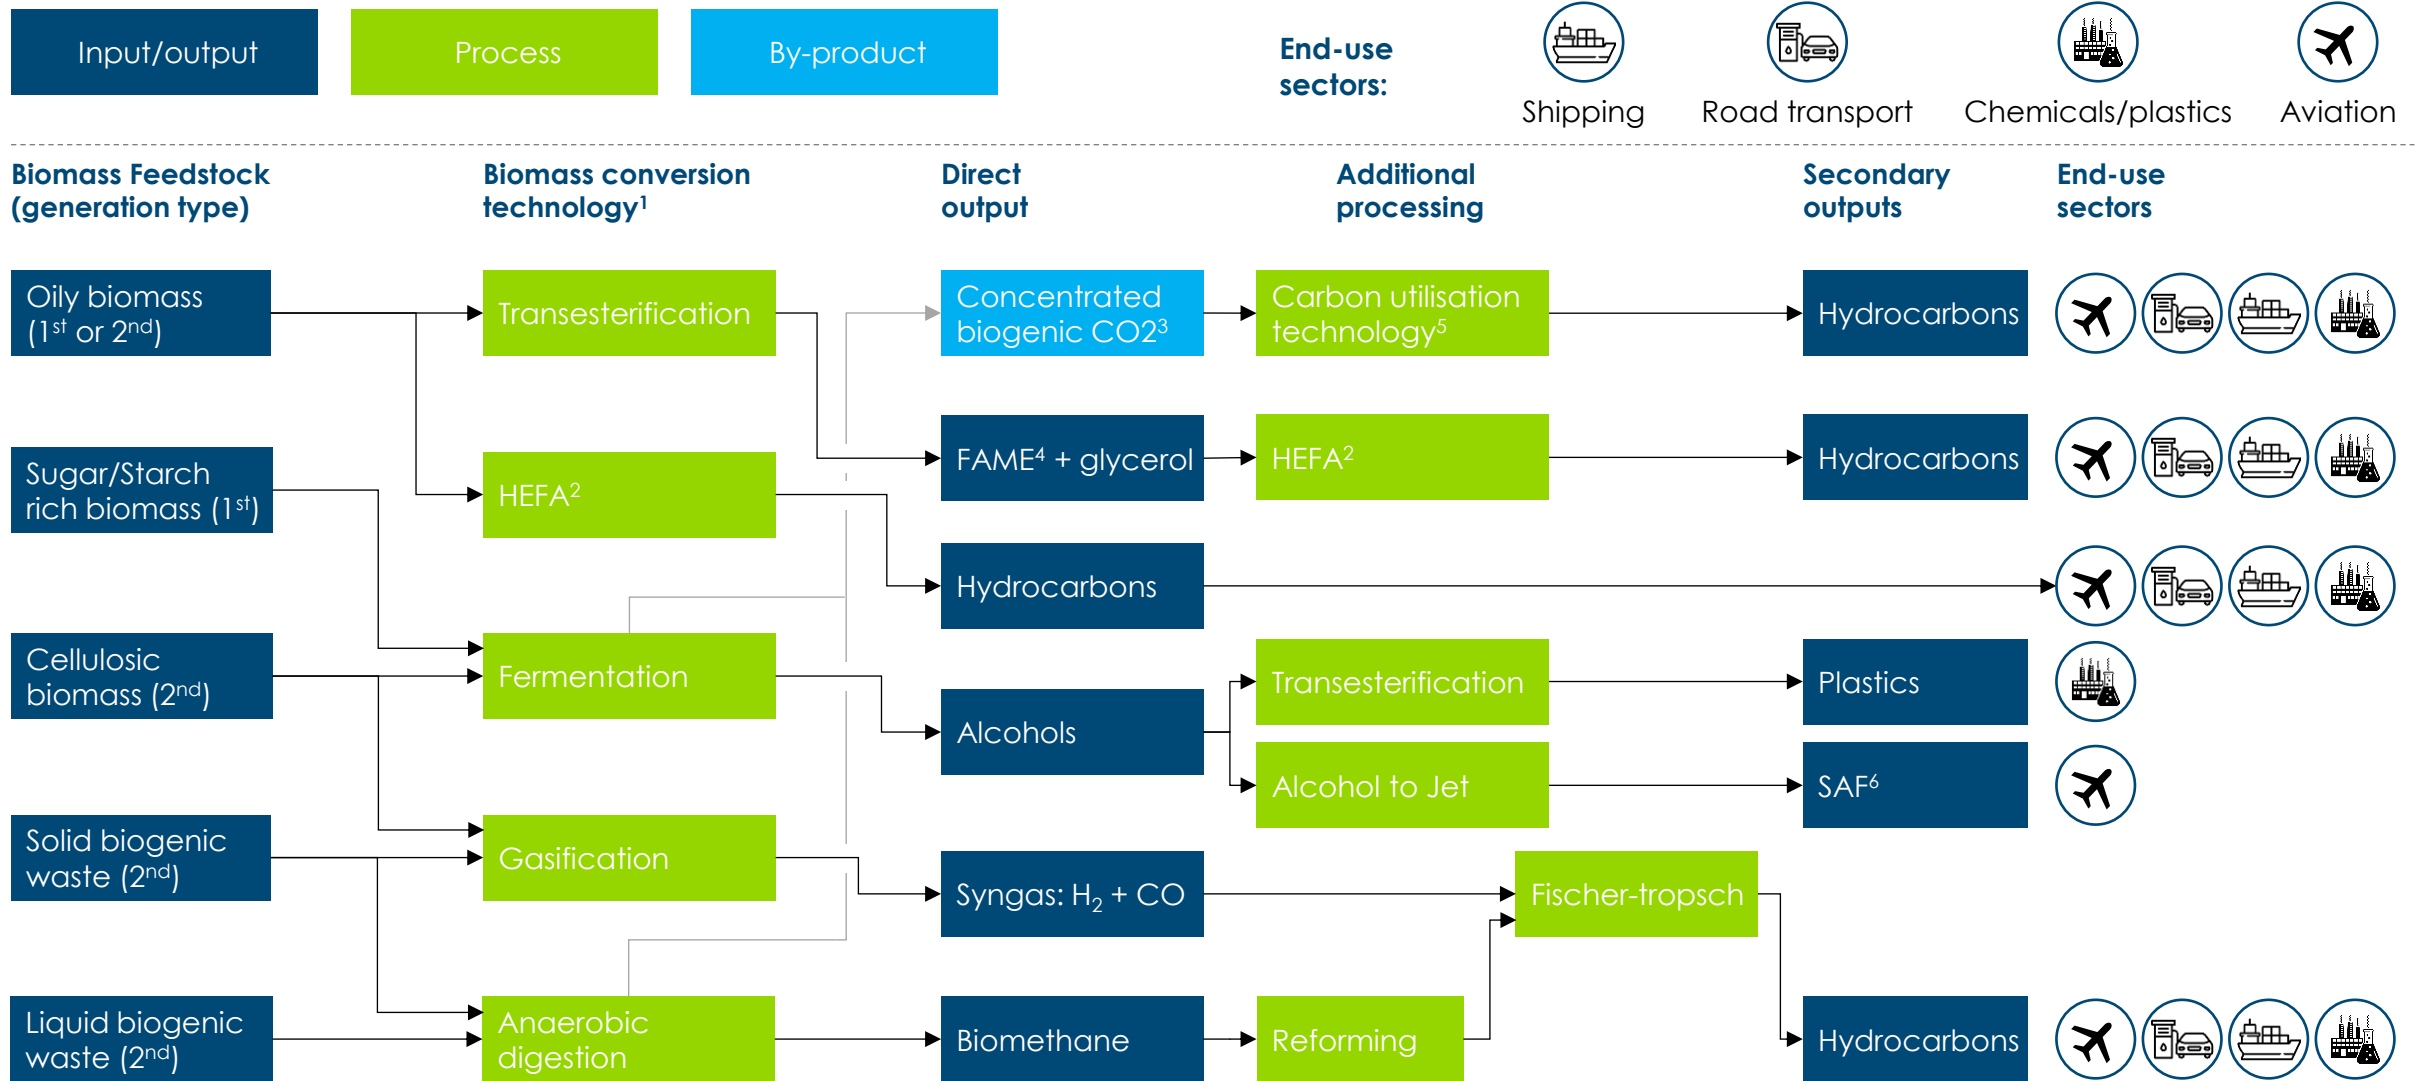 Input/output
Process
By-product
End-use
sectors:
Shipping
Road transport
Chemicals/plastics
Aviation
Biomass Feedstock
(generation type)
Biomass conversion
technology¹
Direct
output
Additional
processing
Secondary
outputs
End-use
sectors
Oily biomass
(1st or 2nd)
Transesterification
Concentrated
biogenic CO2³
Carbon utilisation
technology⁵
Hydrocarbons
Sugar/Starch
rich biomass (1st)
HEFA²
FAME⁴ + glycerol
HEFA²
Hydrocarbons
Hydrocarbons
Cellulosic
biomass (2nd)
Fermentation
Alcohols
Transesterification
Plastics
Alcohol to Jet
SAF⁶
Solid biogenic
waste (2nd)
Gasification
Syngas: H₂ + CO
Fischer-tropsch
Liquid biogenic
waste (2nd)
Anaerobic
digestion
Biomethane
Reforming
Hydrocarbons